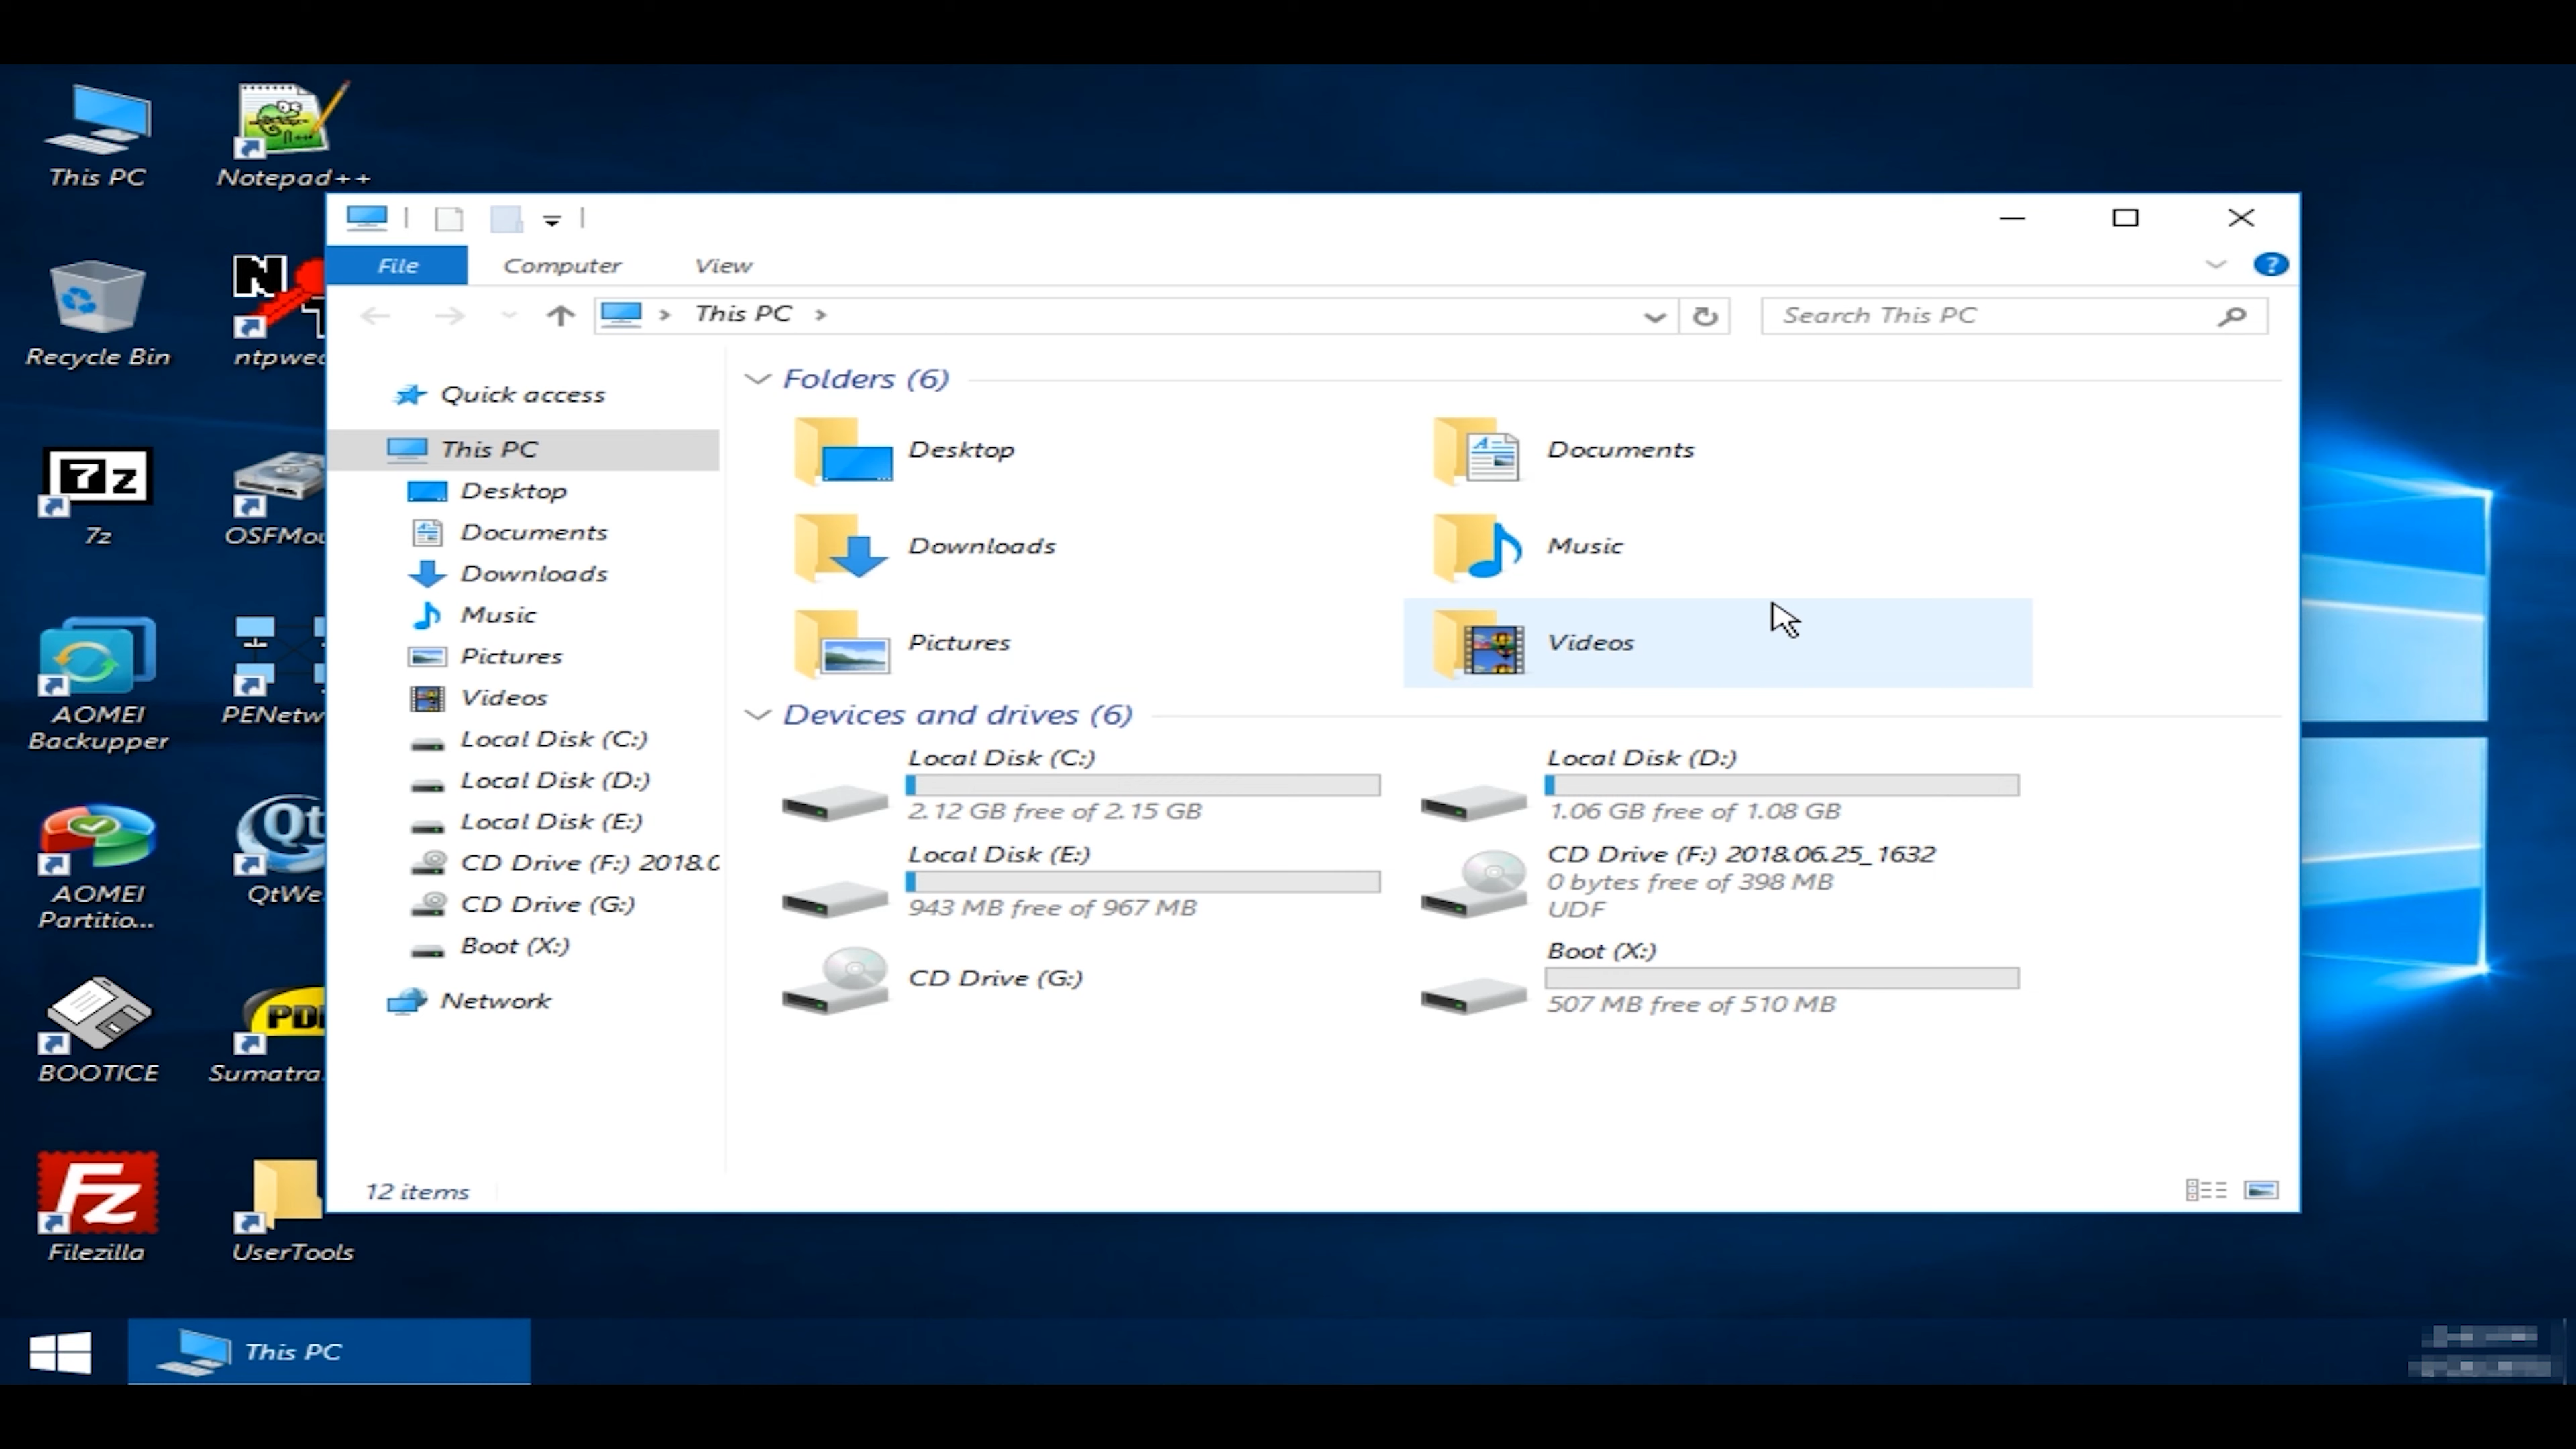 This PC
Notepad++
Recycle Bin
7z
7z
AOMEI
Backupper
AOMEI
Partitio...
BOOTICE
Fz
Filezilla
UserTools
File
Computer
View
?
This PC
Search This PC
Quick access
This PC
Desktop
Documents
Downloads
Music
Pictures
Videos
Local Disk (C:)
Local Disk (D:)
Local Disk (E:)
CD Drive (F:) 2018.0
CD Drive (G:)
Boot (X:)
Network
Folders (6)
Desktop
Documents
Downloads
Music
Pictures
Videos
Devices and drives (6)
Local Disk (C:)
2.12 GB free of 2.15 GB
Local Disk (D:)
1.06 GB free of 1.08 GB
Local Disk (E:)
943 MB free of 967 MB
CD Drive (F:) 2018.06.25_1632
0 bytes free of 398 MB
UDF
CD Drive (G:)
Boot (X:)
507 MB free of 510 MB
12 items
This PC